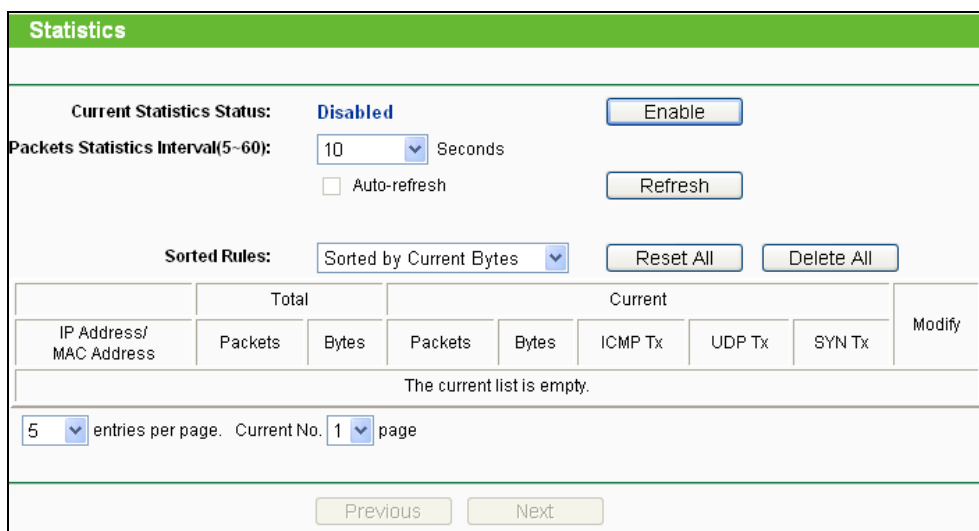 Statistics
Current Statistics Status: Disabled Enable
Packets Statistics Interval(5~60): 10 Seconds
Auto-refresh Refresh
Sorted Rules: Sorted by Current Bytes Reset All Delete All
Total Current
IP Address/
MAC Address Packets Bytes Packets Bytes ICMP Tx UDP Tx SYN Tx Modify
The current list is empty.
5 entries per page. Current No. 1 page
Previous Next